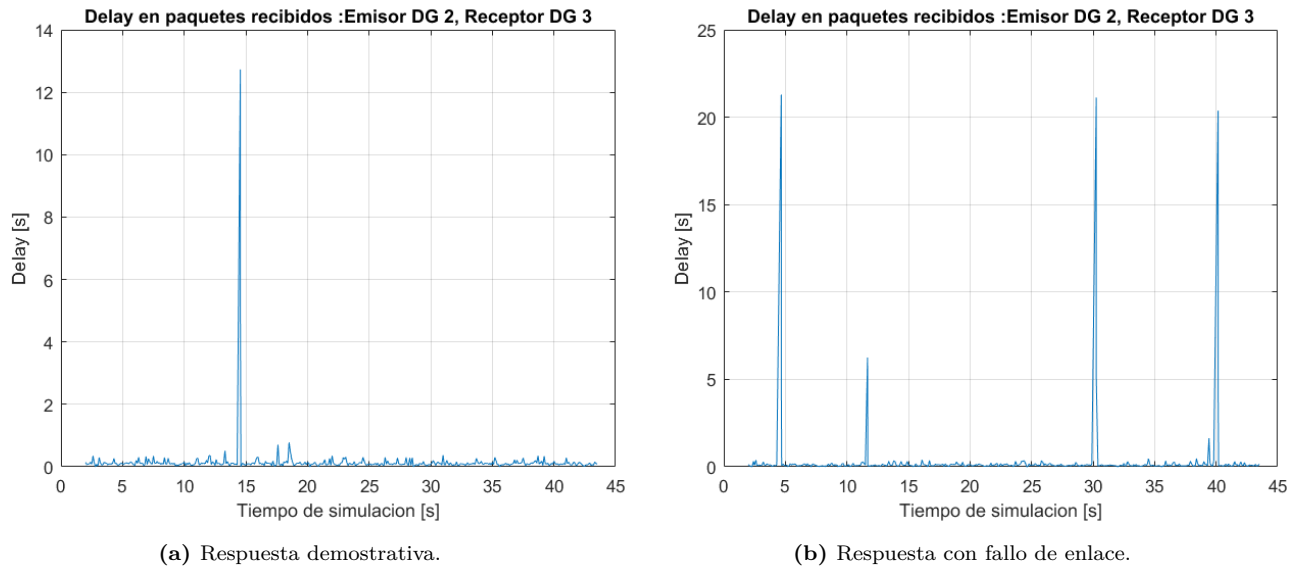 Delay en paquetes recibidos :Emisor DG 2, Receptor DG 3
14
12
10
8
6
4
2
0
Delay [s]
0 5 10 15 20 25 30 35 40 45
Tiempo de simulacion [s]
(a) Respuesta demostrativa.
Delay en paquetes recibidos :Emisor DG 2, Receptor DG 3
25
20
15
10
5
0
Delay [s]
0 5 10 15 20 25 30 35 40 45
Tiempo de simulacion [s]
(b) Respuesta con fallo de enlace.